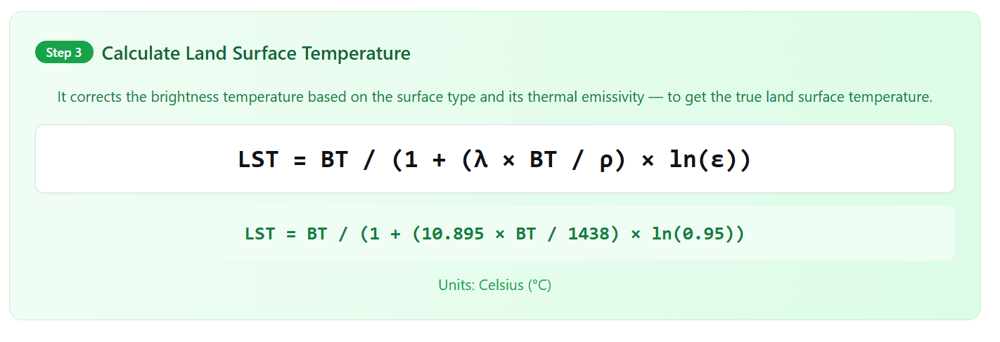 Step 3 Calculate Land Surface Temperature
It corrects the brightness temperature based on the surface type and its thermal emissivity — to get the true land surface temperature.
LST = BT / (1 + (λ × BT / ρ) × ln(ε))
LST = BT / (1 + (10.895 × BT / 1438) × ln(0.95))
Units: Celsius (°C)